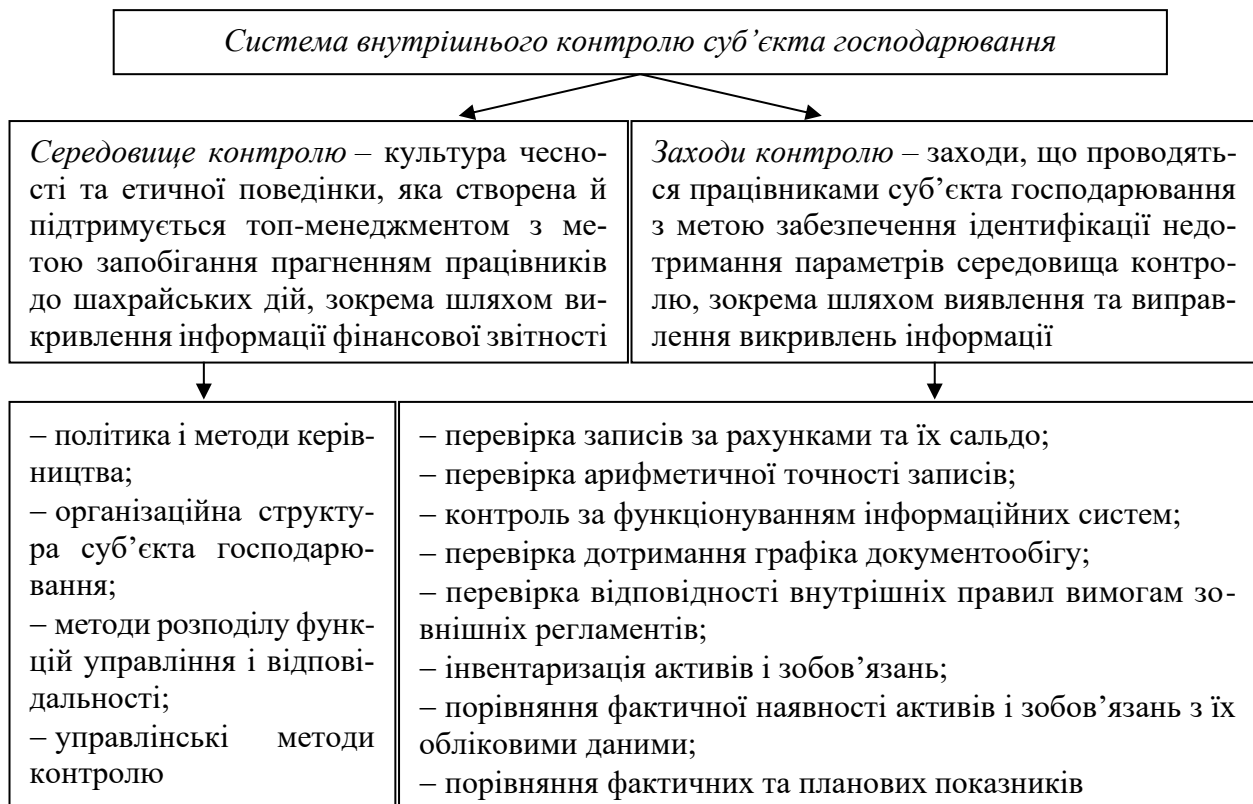 Система внутрішнього контролю суб’єкта господарювання
Середовище контролю – культура чесно-
сті та етичної поведінки, яка створена й
підтримується топ-менеджментом з ме-
тою запобігання прагненням працівників
до шахрайських дій, зокрема шляхом ви-
кривлення інформації фінансової звітності
Заходи контролю – заходи, що проводять-
ся працівниками суб’єкта господарювання
з метою забезпечення ідентифікації недо-
тримання параметрів середовища контро-
лю, зокрема шляхом виявлення та виправ-
лення викривлень інформації
– політика і методи керів-
ництва;
– організаційна структу-
ра суб’єкта господарю-
вання;
– методи розподілу функ-
цій управління і відпові-
дальності;
– управлінські методи
контролю
– перевірка записів за рахунками та їх сальдо;
– перевірка арифметичної точності записів;
– контроль за функціонуванням інформаційних систем;
– перевірка дотримання графіка документообігу;
– перевірка відповідності внутрішніх правил вимогам зо-
внішніх регламентів;
– інвентаризація активів і зобов’язань;
– порівняння фактичної наявності активів і зобов’язань з їх
обліковими даними;
– порівняння фактичних та планових показників